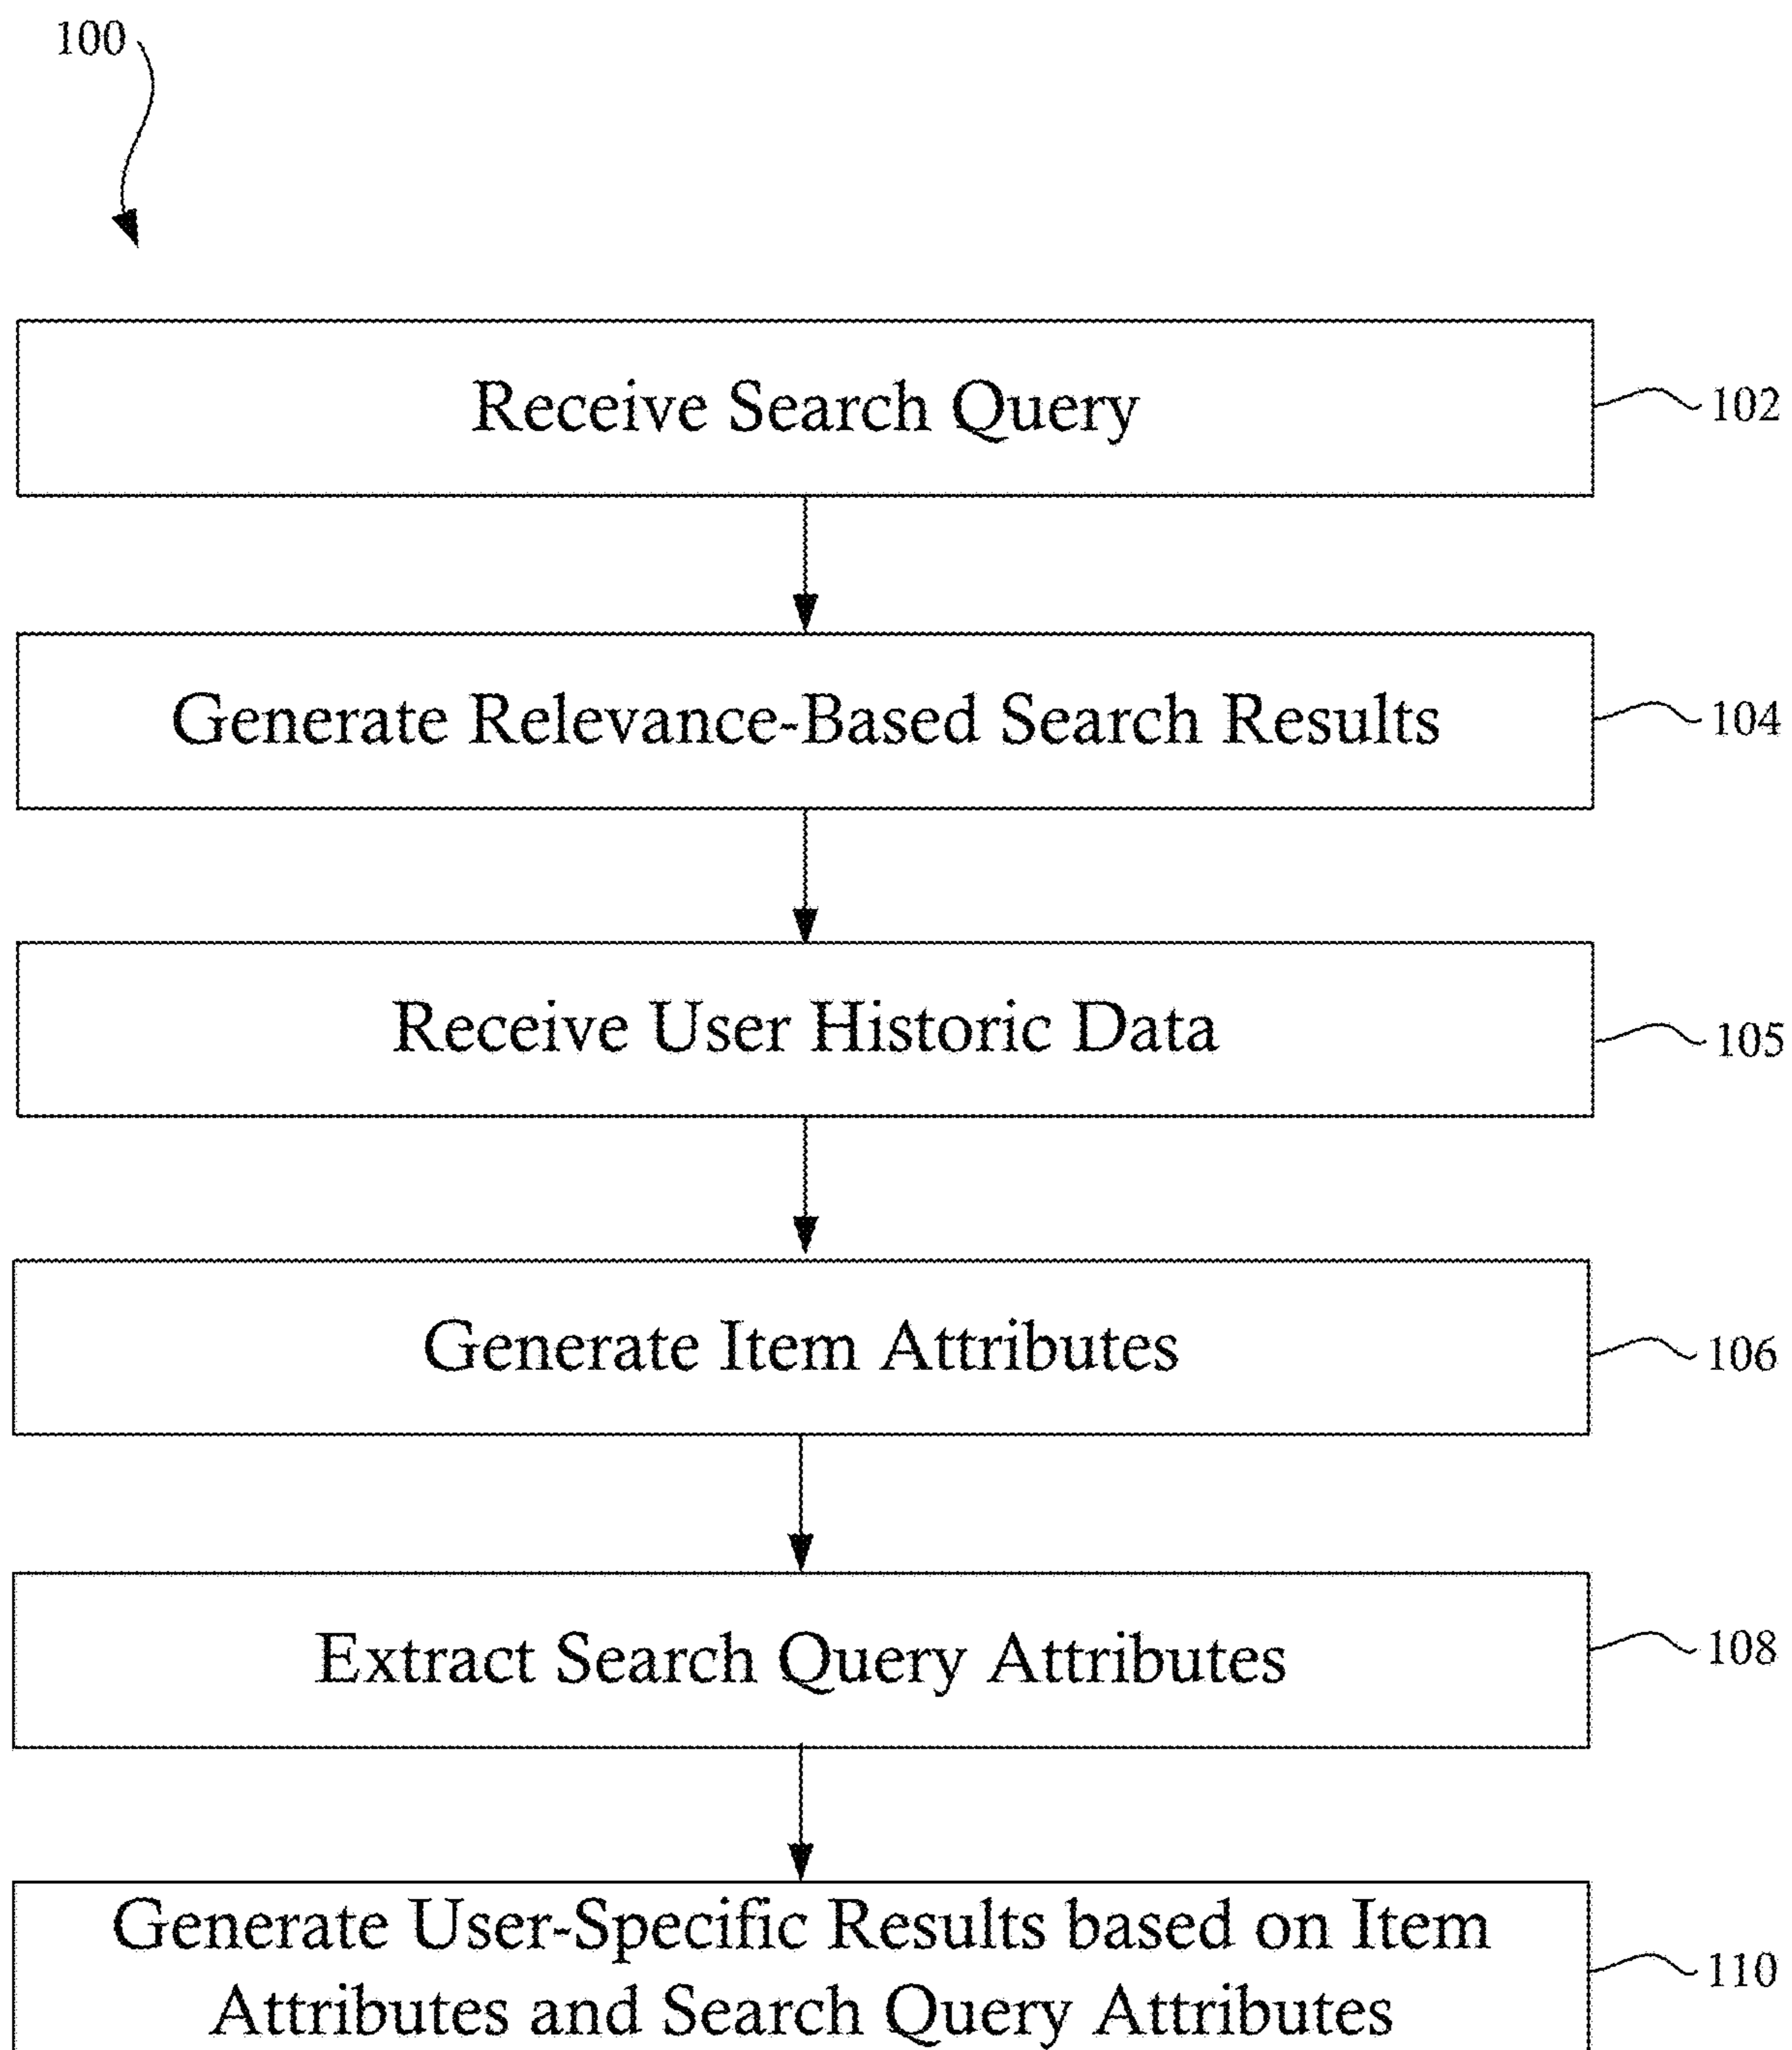 100
Receive Search Query
102
Generate Relevance-Based Search Results
104
Receive User Historic Data
105
Generate Item Attributes
106
Extract Search Query Attributes
108
Generate User-Specific Results based on Item
Attributes and Search Query Attributes
110